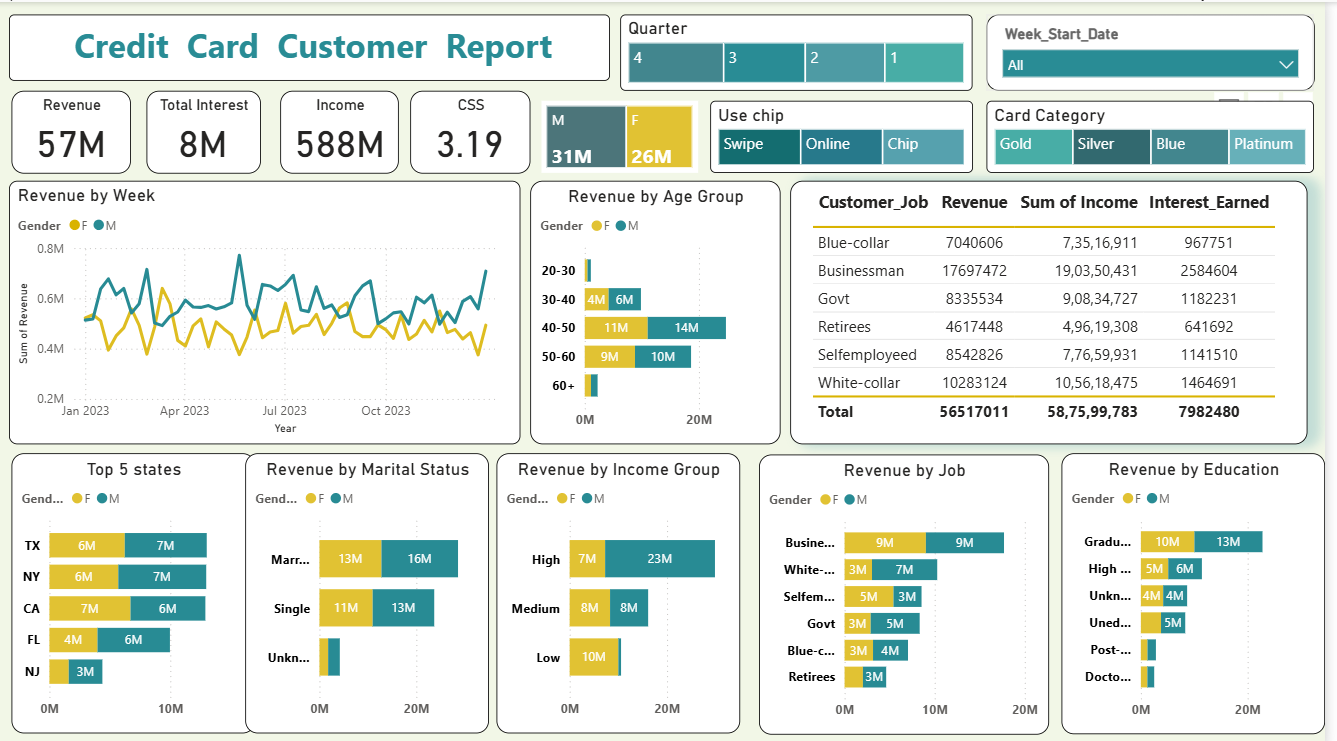 Credit Card Customer Report
Quarter
4 3 2 1
Week_Start_Date
All
Revenue
57M
Total Interest
8M
Income
588M
CSS
3.19
M F
31M 26M
Use chip
Swipe Online Chip
Card Category
Gold Silver Blue Platinum
Revenue by Week
Gender F M
Sum of Revenue
0.8M
0.6M
0.4M
0.2M
Jan 2023 Apr 2023 Jul 2023 Oct 2023
Year
Revenue by Age Group
Gender F M
20-30
30-40 4M 6M
40-50 11M 14M
50-60 9M 10M
60+
0M 20M
Customer_Job Revenue Sum of Income Interest_Earned
Blue-collar 7040606 7,35,16,911 967751
Businessman 17697472 19,03,50,431 2584604
Govt 8335534 9,08,34,727 1182231
Retirees 4617448 4,96,19,308 641692
Selfemployeed 8542826 7,76,59,931 1141510
White-collar 10283124 10,56,18,475 1464691
Total 56517011 58,75,99,783 7982480
Top 5 states
Gend... F M
TX 6M 7M
NY 6M 7M
CA 7M 6M
FL 4M 6M
NJ 3M
0M 10M
Revenue by Marital Status
Gend... F M
Marr... 13M 16M
Single 11M 13M
Unkn...
0M 20M
Revenue by Income Group
Gend... F M
High 7M 23M
Medium 8M 8M
Low 10M
0M 20M
Revenue by Job
Gender F M
Busine... 9M 9M
White-... 3M 7M
Selfem... 5M 3M
Govt 3M 5M
Blue-c... 3M 4M
Retirees 3M
0M 10M 20M
Revenue by Education
Gender F M
Gradu... 10M 13M
High ... 5M 6M
Unkn... 4M 4M
Uned... 5M
Post-...
Docto...
0M 20M